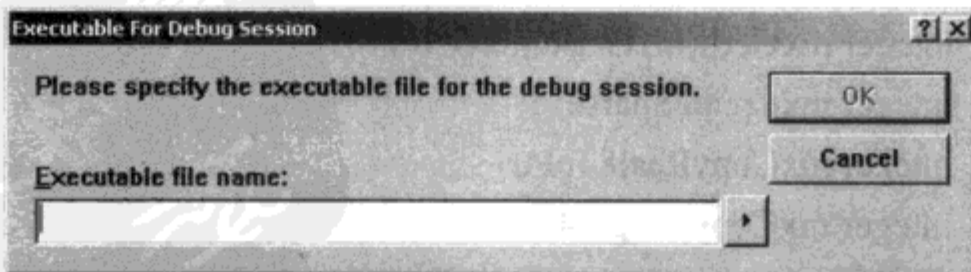 Executable For Debug Session
Please specify the executable file for the debug session.
OK
Cancel
Executable file name: